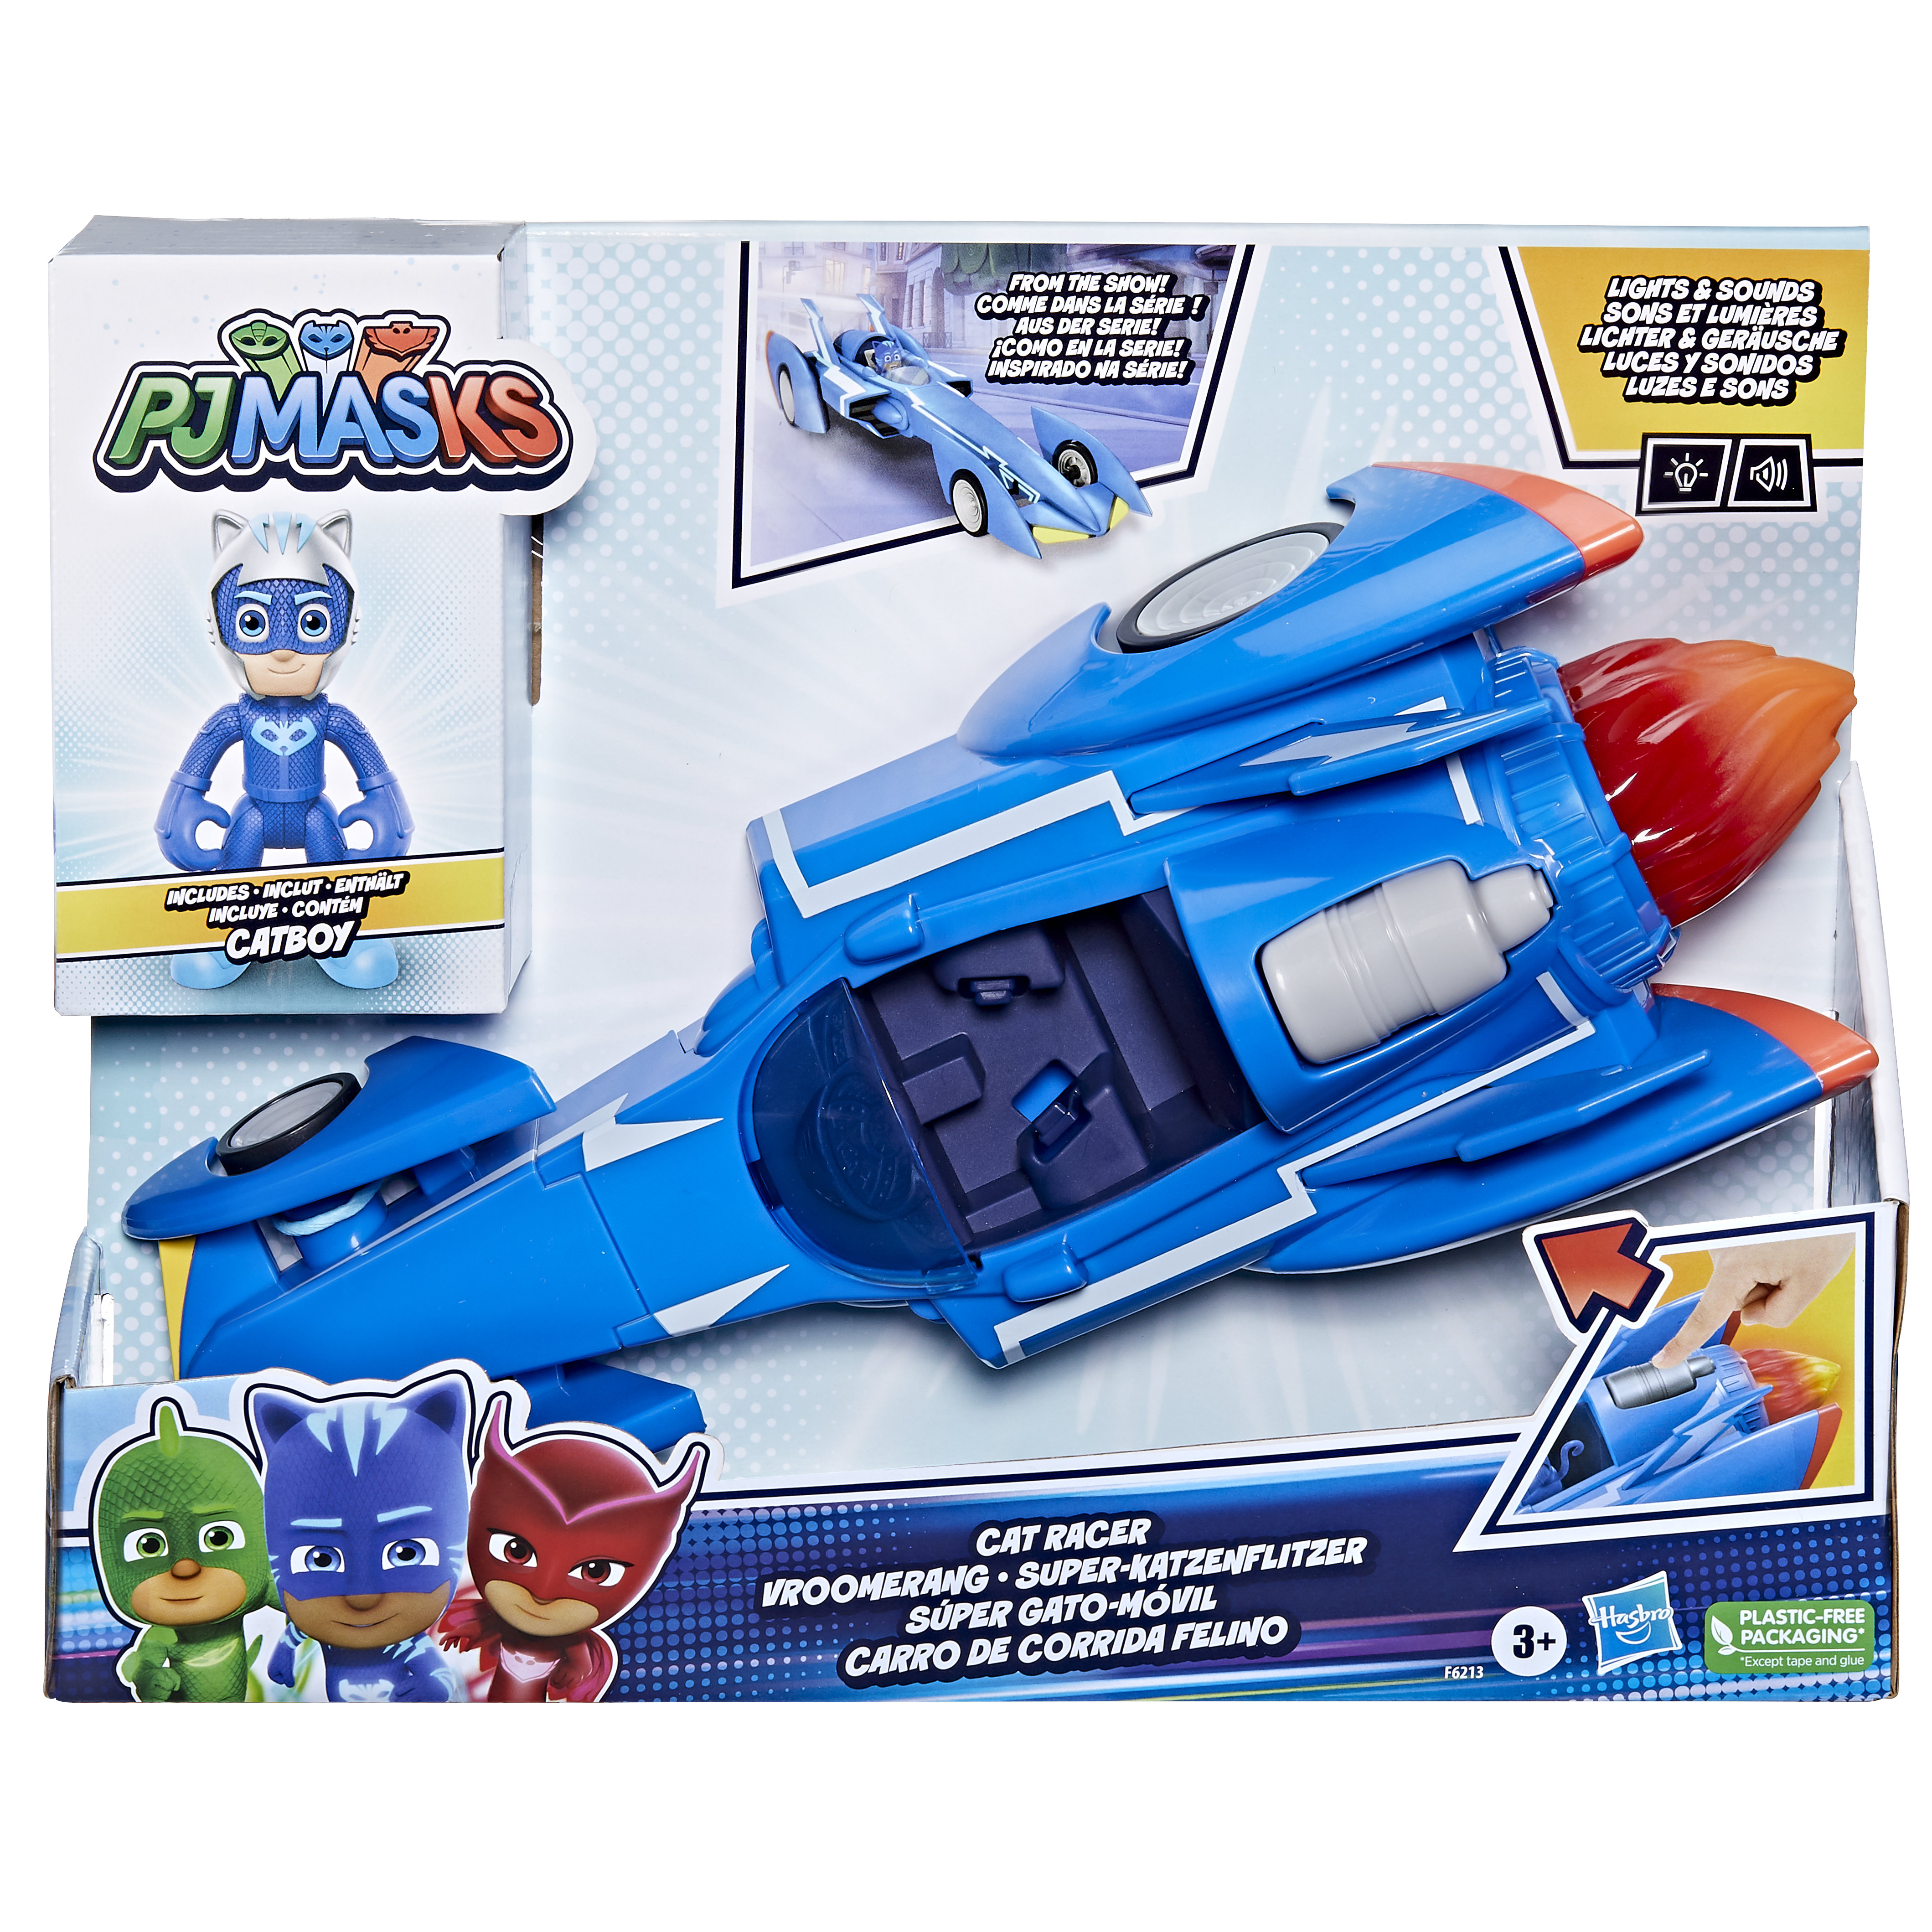 PJMASKS
INCLUDES • INCLUT • ENTHÄLT
INCLUYE • CONTÉM
CATBOY
FROM THE SHOW!
COMME DANS LA SÉRIE !
AUS DER SERIE!
¡COMO EN LA SERIE!
INSPIRADO NA SÉRIE!
LIGHTS & SOUNDS
SONS ET LUMIÈRES
LICHTER & GERÄUSCHE
LUCES Y SONIDOS
LUZES E SONS
CAT RACER
VROOMERANG • SUPER-KATZENFLITZER
SÚPER GATO-MÓVIL
CARRO DE CORRIDA FELINO
F6213
3+
Hasbro
PLASTIC-FREE
PACKAGING*
*Except tape and glue